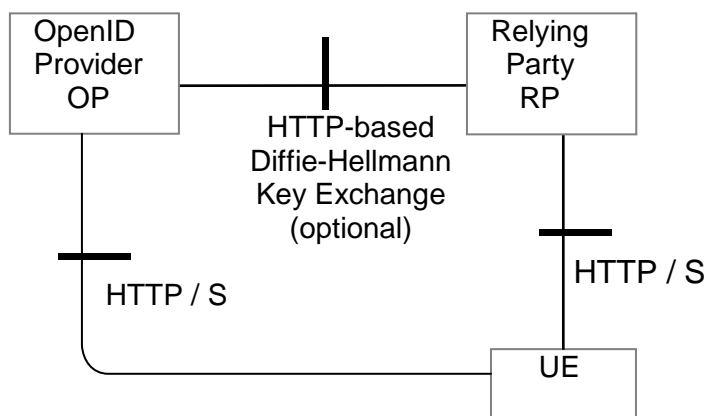 OpenID
Provider
OP
Relying
Party
RP
HTTP-based
Diffie-Hellmann
Key Exchange
(optional)
HTTP / S
HTTP / S
UE